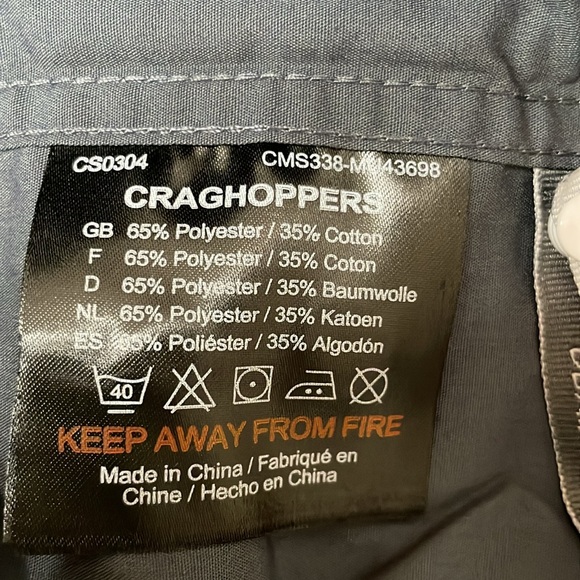 CS0304
CRAGHOPPERS
GB 65% Polyester / 35% Cotton
F 65% Polyester / 35% Coton
D 65% Polyester / 35% Baumwolle
NL 65% Polyester / 35% Katoen
ES 65% Poliéster / 35% Algodón
40
KEEP AWAY FROM FIRE
Made in China / Fabriqué en
Chine / Hecho en China